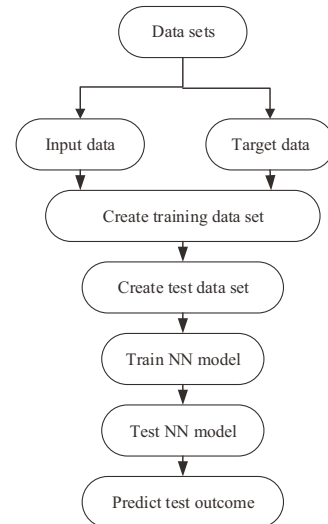 Data sets
Input data
Target data
Create training data set
Create test data set
Train NN model
Test NN model
Predict test outcome